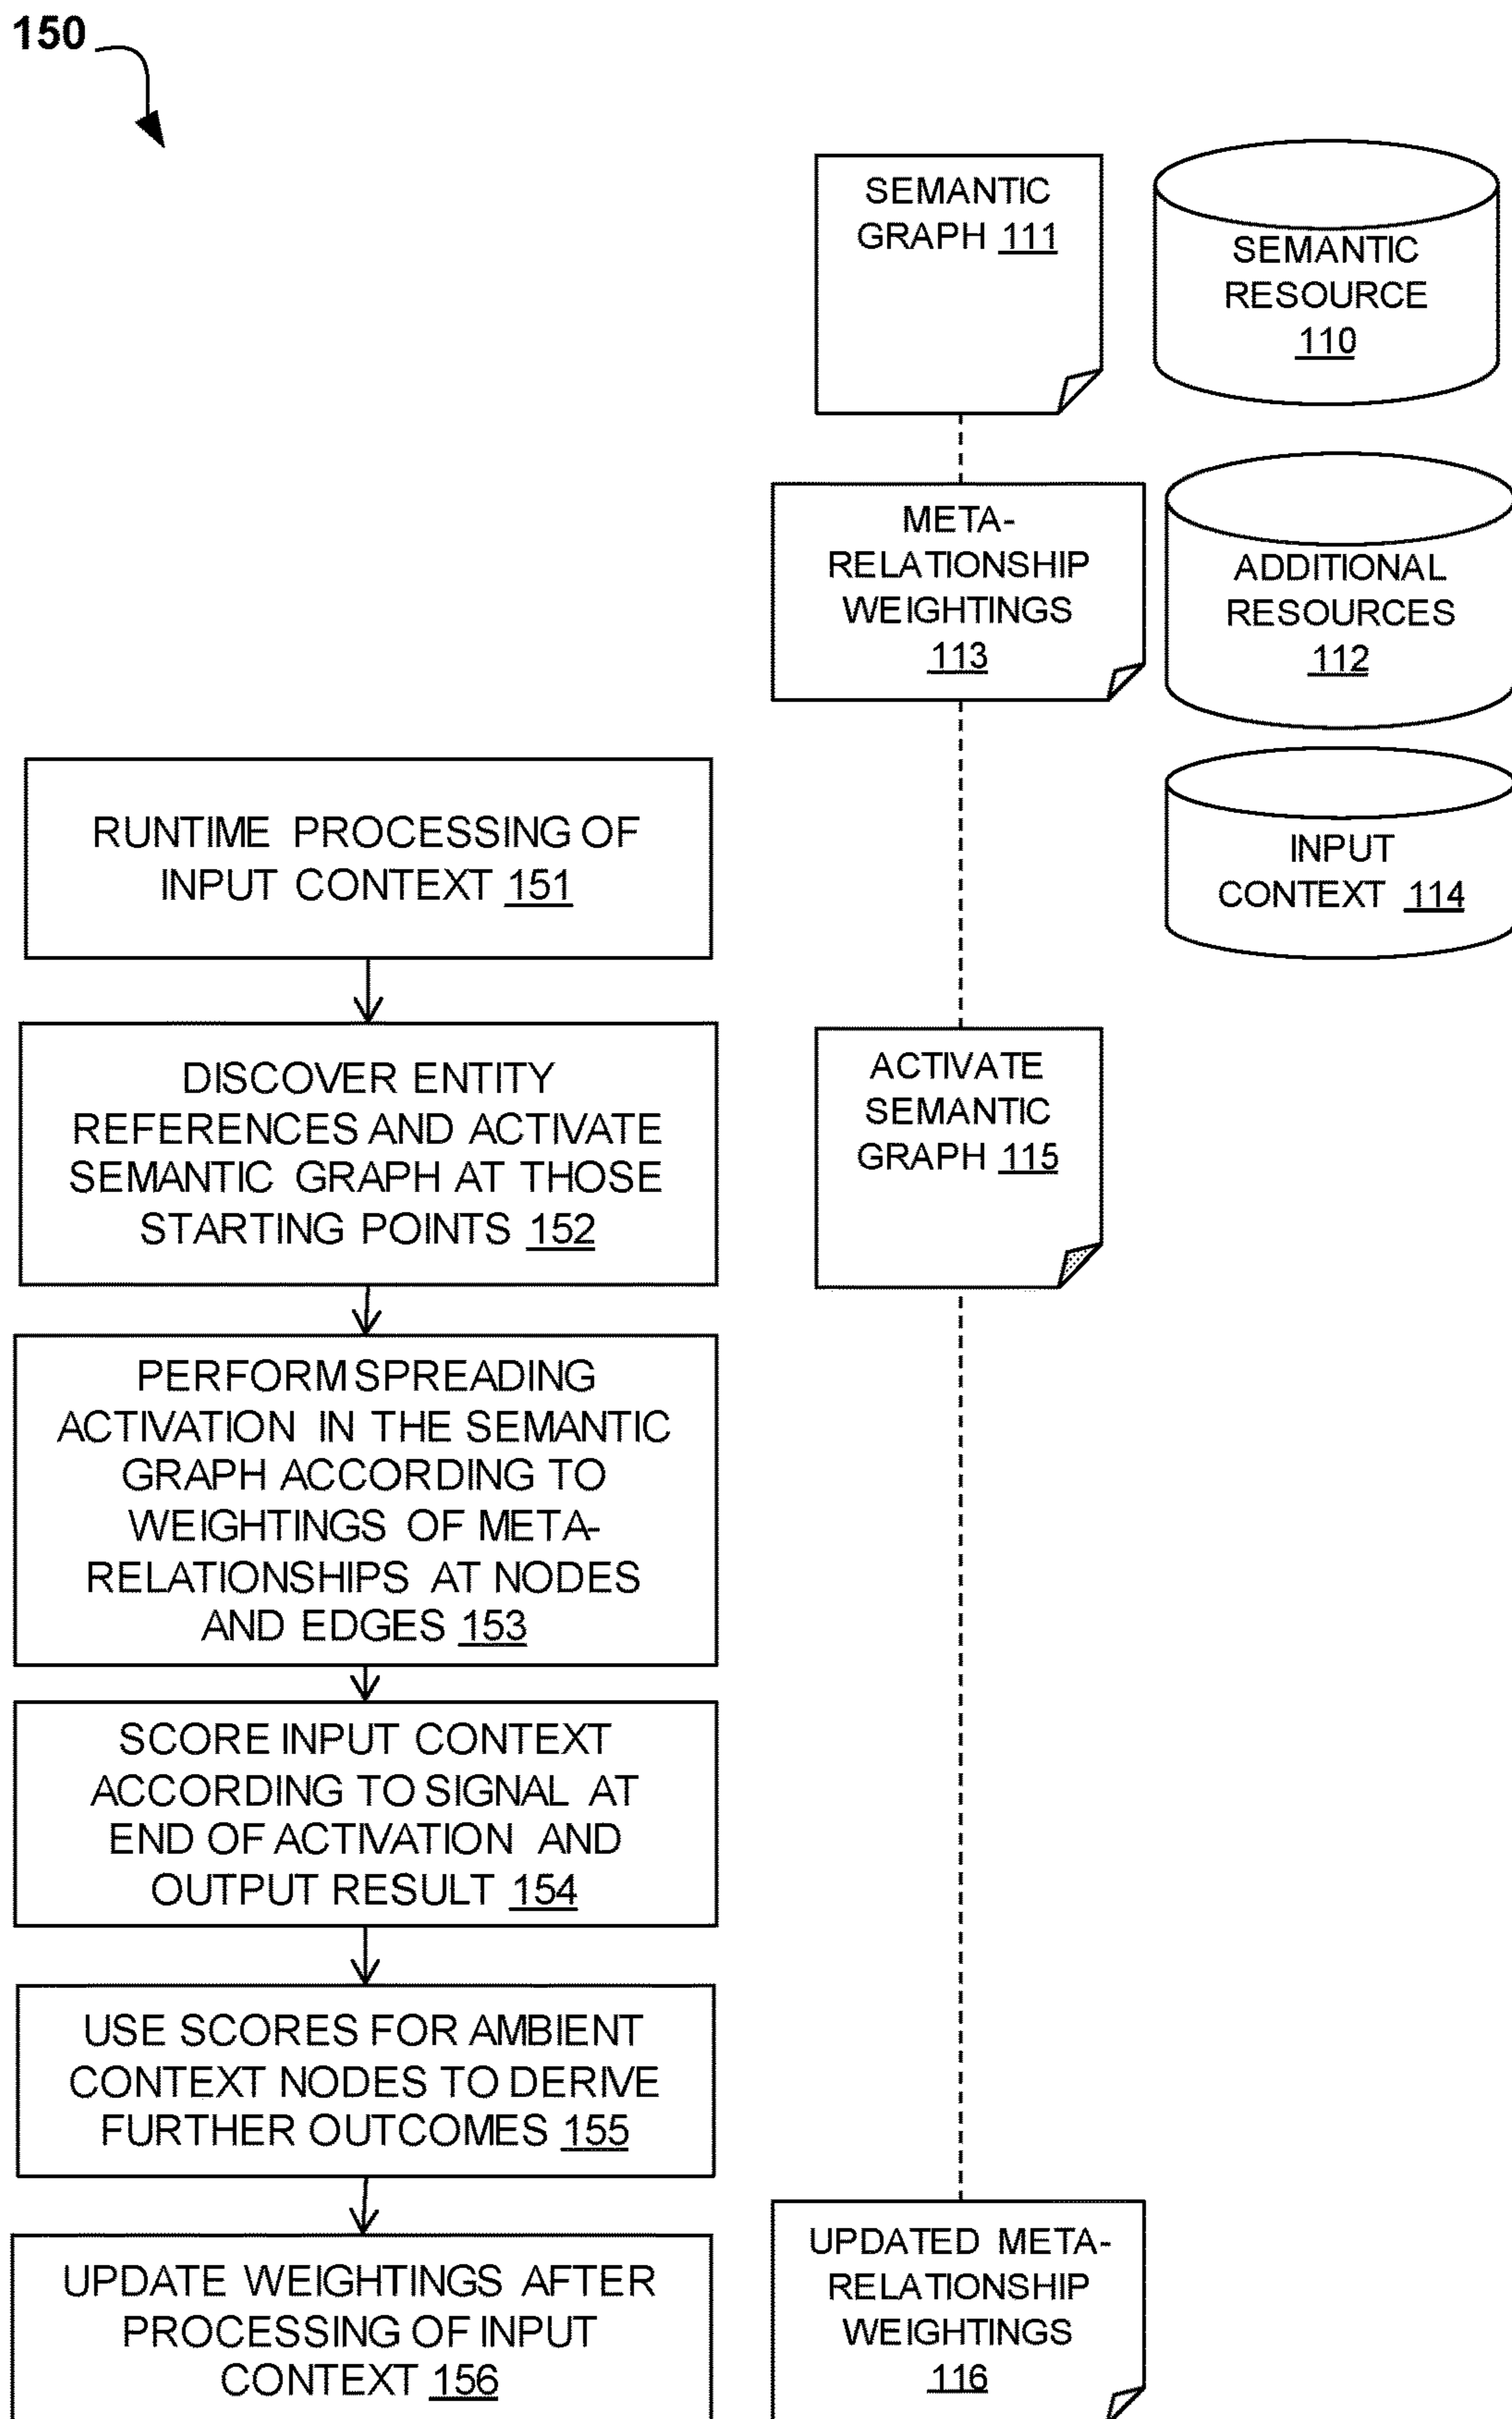 150
SEMANTIC
GRAPH 111
SEMANTIC
RESOURCE
110
META-
RELATIONSHIP
WEIGHTINGS
113
ADDITIONAL
RESOURCES
112
INPUT
CONTEXT 114
RUNTIME PROCESSING OF
INPUT CONTEXT 151
DISCOVER ENTITY
REFERENCES AND ACTIVATE
SEMANTIC GRAPH AT THOSE
STARTING POINTS 152
ACTIVATE
SEMANTIC
GRAPH 115
PERFORM SPREADING
ACTIVATION IN THE SEMANTIC
GRAPH ACCORDING TO
WEIGHTINGS OF META-
RELATIONSHIPS AT NODES
AND EDGES 153
SCORE INPUT CONTEXT
ACCORDING TO SIGNAL AT
END OF ACTIVATION AND
OUTPUT RESULT 154
USE SCORES FOR AMBIENT
CONTEXT NODES TO DERIVE
FURTHER OUTCOMES 155
UPDATE WEIGHTINGS AFTER
PROCESSING OF INPUT
CONTEXT 156
UPDATED META-
RELATIONSHIP
WEIGHTINGS
116